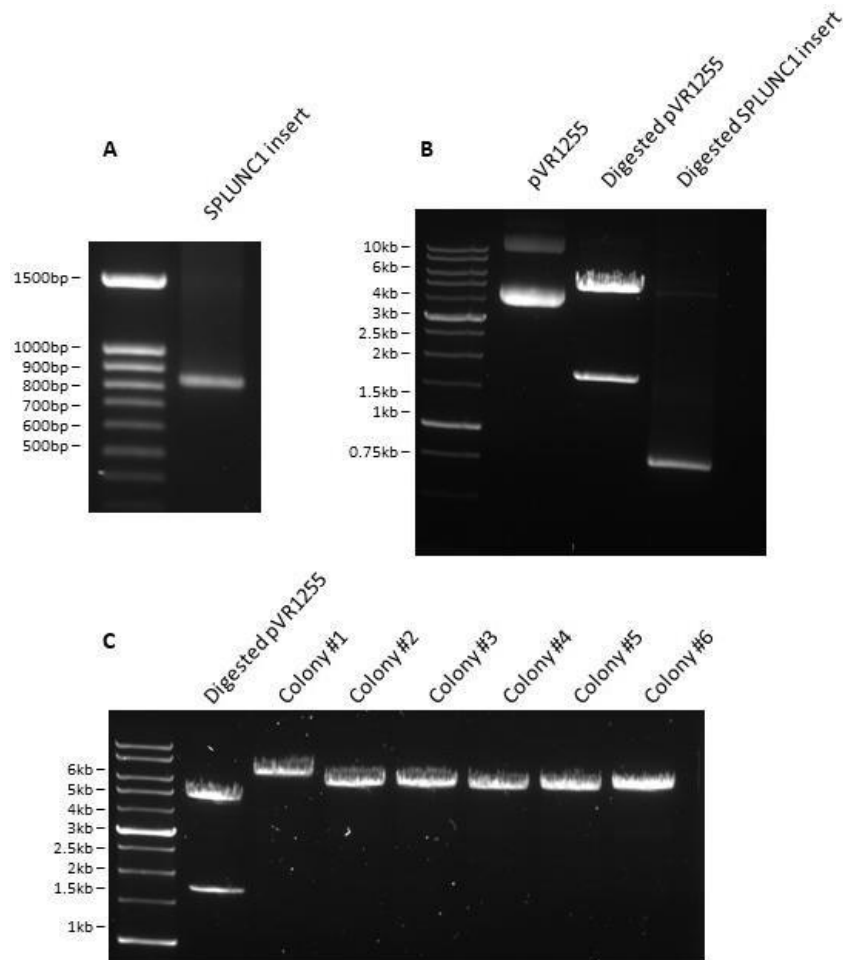 A
SPLUNC1 insert
1500bp
1000bp
900bp
800bp
700bp
600bp
500bp
B
pVR1255
Digested pVR1255
Digested SPLUNC1 insert
10kb
6kb
4kb
3kb
2.5kb
2kb
1.5kb
1kb
0.75kb
C
Digested pVR1255
Colony #1
Colony #2
Colony #3
Colony #4
Colony #5
Colony #6
6kb
5kb
4kb
3kb
2.5kb
2kb
1.5kb
1kb